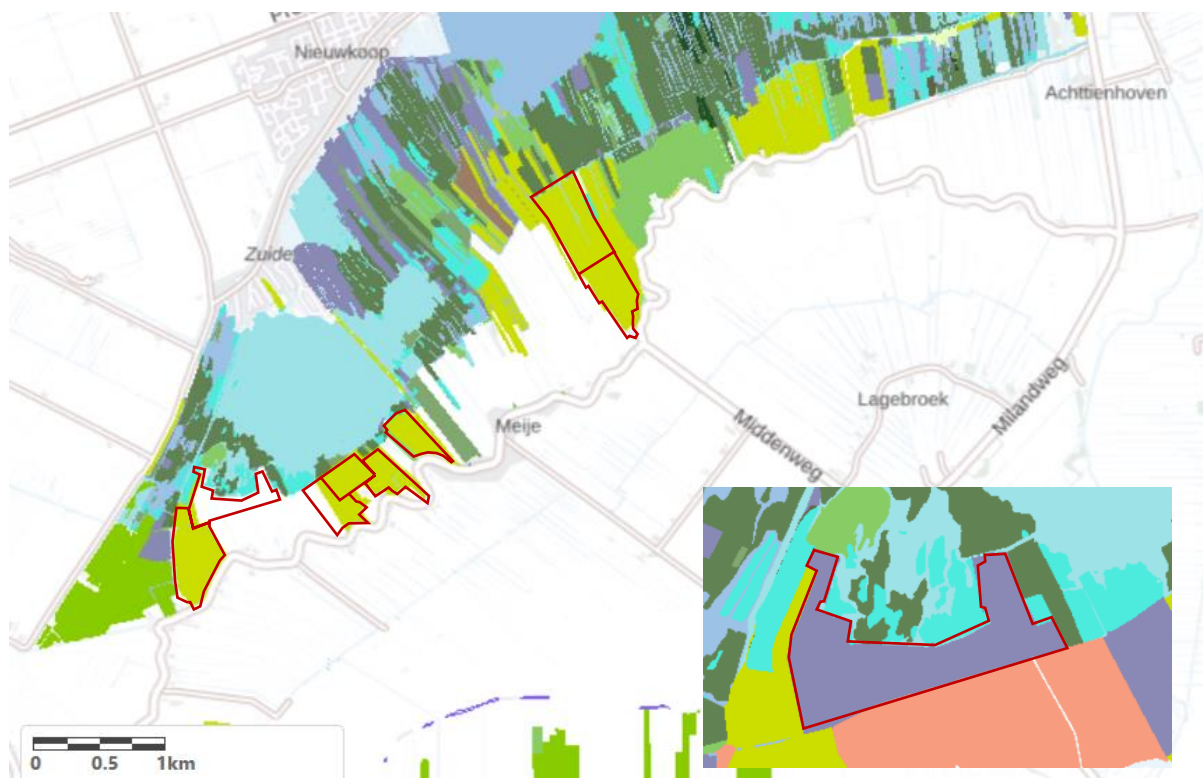 Nieuwkoop
Achttienhoven
Zuide
Lagebroek
Milandweg
Meije
Middenweg
0 0.5 1km